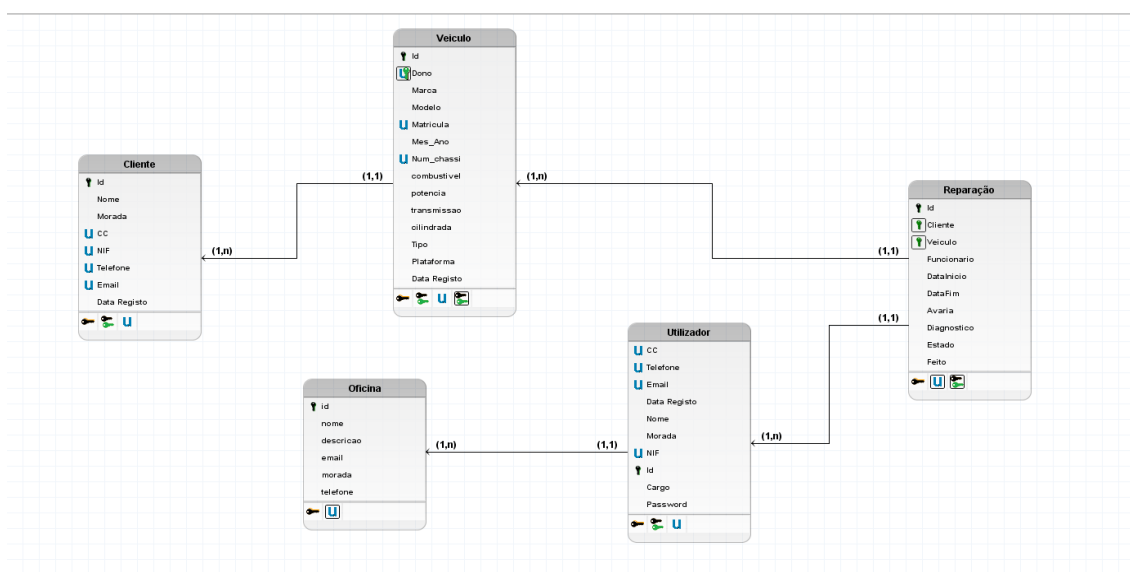 Veiculo
Id
Dono
Marca
Modelo
U Matricula
Mes_Ano
U Num_chassi
combustivel
potencia
transmissao
cilindrada
Tipo
Plataforma
Data Registo
U
Cliente
Id
Nome
Morada
U CC
U NIF
U Telefone
U Email
Data Registo
U
(1,1)
(1,n)
(1,n)
(1,1)
Reparação
Id
Cliente
Veiculo
Funcionario
DataInicio
DataFim
Avaria
Diagnostico
Estado
Feito
U
(1,1)
(1,n)
Utilizador
U CC
U Telefone
U Email
Data Registo
Nome
Morada
U NIF
Id
Cargo
Password
U
(1,1)
(1,n)
Oficina
id
nome
descricao
email
morada
telefone
U